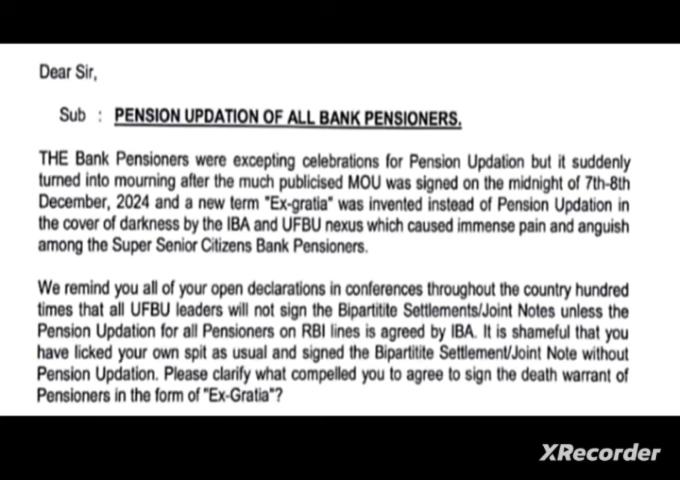 Dear Sir,
Sub : PENSION UPDATION OF ALL BANK PENSIONERS.
THE Bank Pensioners were excepting celebrations for Pension Updation but it suddenly
turned into mourning after the much publicised MOU was signed on the midnight of 7th-8th
December, 2024 and a new term "Ex-gratia" was invented instead of Pension Updation in
the cover of darkness by the IBA and UFBU nexus which caused immense pain and anguish
among the Super Senior Citizens Bank Pensioners.
We remind you all of your open declarations in conferences throughout the country hundred
times that all UFBU leaders will not sign the Bipartitite Settlements/Joint Notes unless the
Pension Updation for all Pensioners on RBI lines is agreed by IBA. It is shameful that you
have licked your own spit as usual and signed the Bipartitite Settlement/Joint Note without
Pension Updation. Please clarify what compelled you to agree to sign the death warrant of
Pensioners in the form of "Ex-Gratia"?
XRecorder